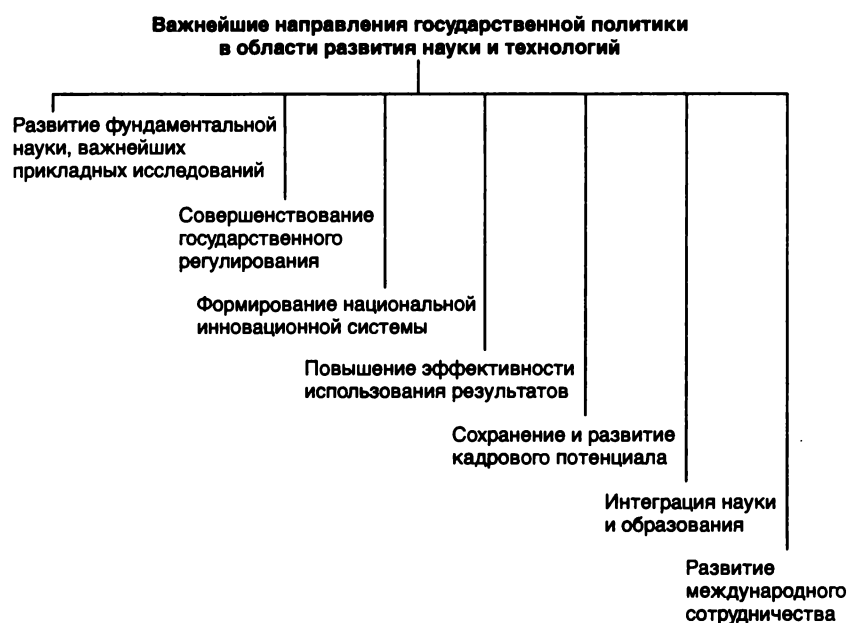 Важнейшие направления государственной политики
в области развития науки и технологий
Развитие фундаментальной
науки, важнейших
прикладных исследований
Совершенствование
государственного
регулирования
Формирование национальной
инновационной системы
Повышение эффективности
использования результатов
Сохранение и развитие
кадрового потенциала
Интеграция науки
и образования
Развитие
международного
сотрудничества